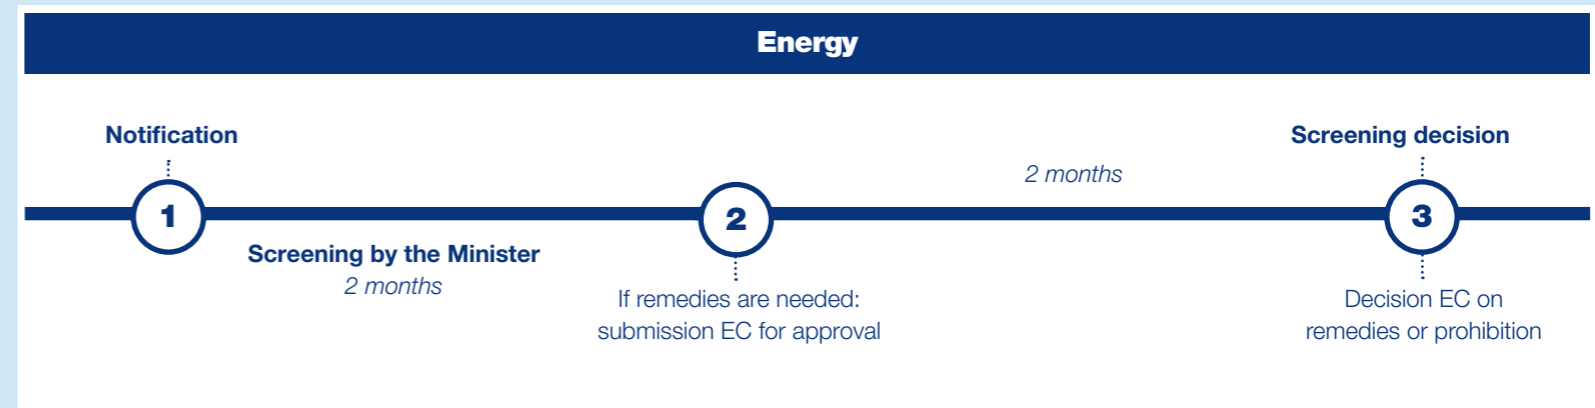 Energy
Notification
1
Screening by the Minister
2 months
2
If remedies are needed:
submission EC for approval
2 months
Screening decision
3
Decision EC on
remedies or prohibition